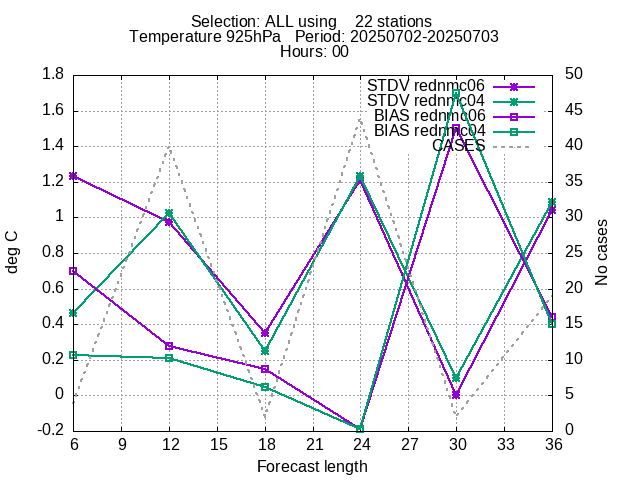 Selection: ALL using 22 stations
Temperature 925hPa Period: 20250702-20250703
Hours: 00
1.8
1.6
1.4
1.2
1
0.8
0.6
0.4
0.2
0
-0.2
deg C
50
45
40
35
30
25
20
15
10
5
0
No cases
STDV rednmc06
STDV rednmc04
BIAS rednmc06
BIAS rednmc04
CASES
6 9 12 15 18 21 24 27 30 33 36
Forecast length